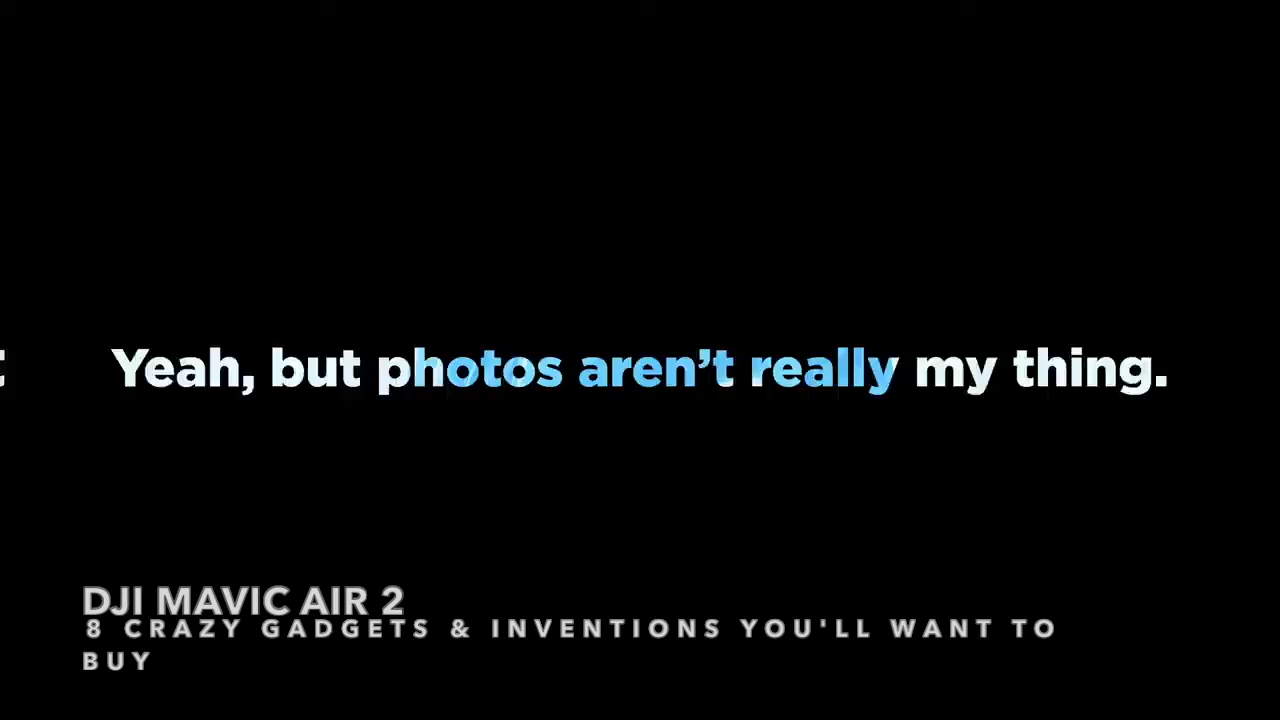 Yeah, but photos aren’t really my thing.
DJI MAVIC AIR 2
8 CRAZY GADGETS & INVENTIONS YOU'LL WANT TO
BUY